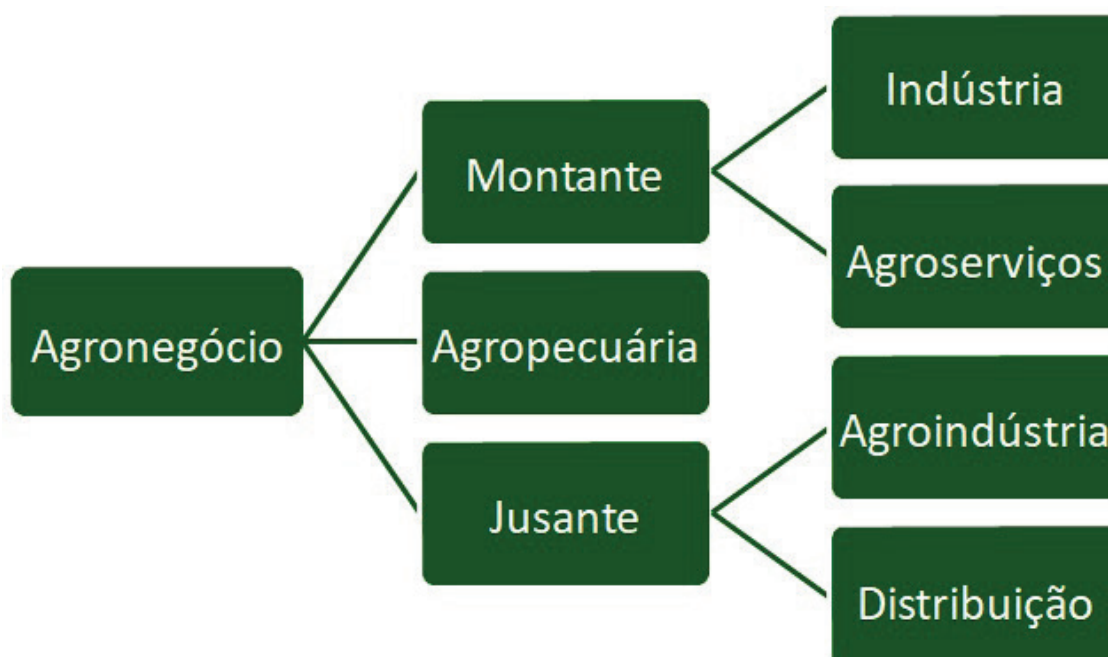 Agronegócio
Montante
Agropecuária
Jusante
Indústria
Agroserviços
Agroindústria
Distribuição